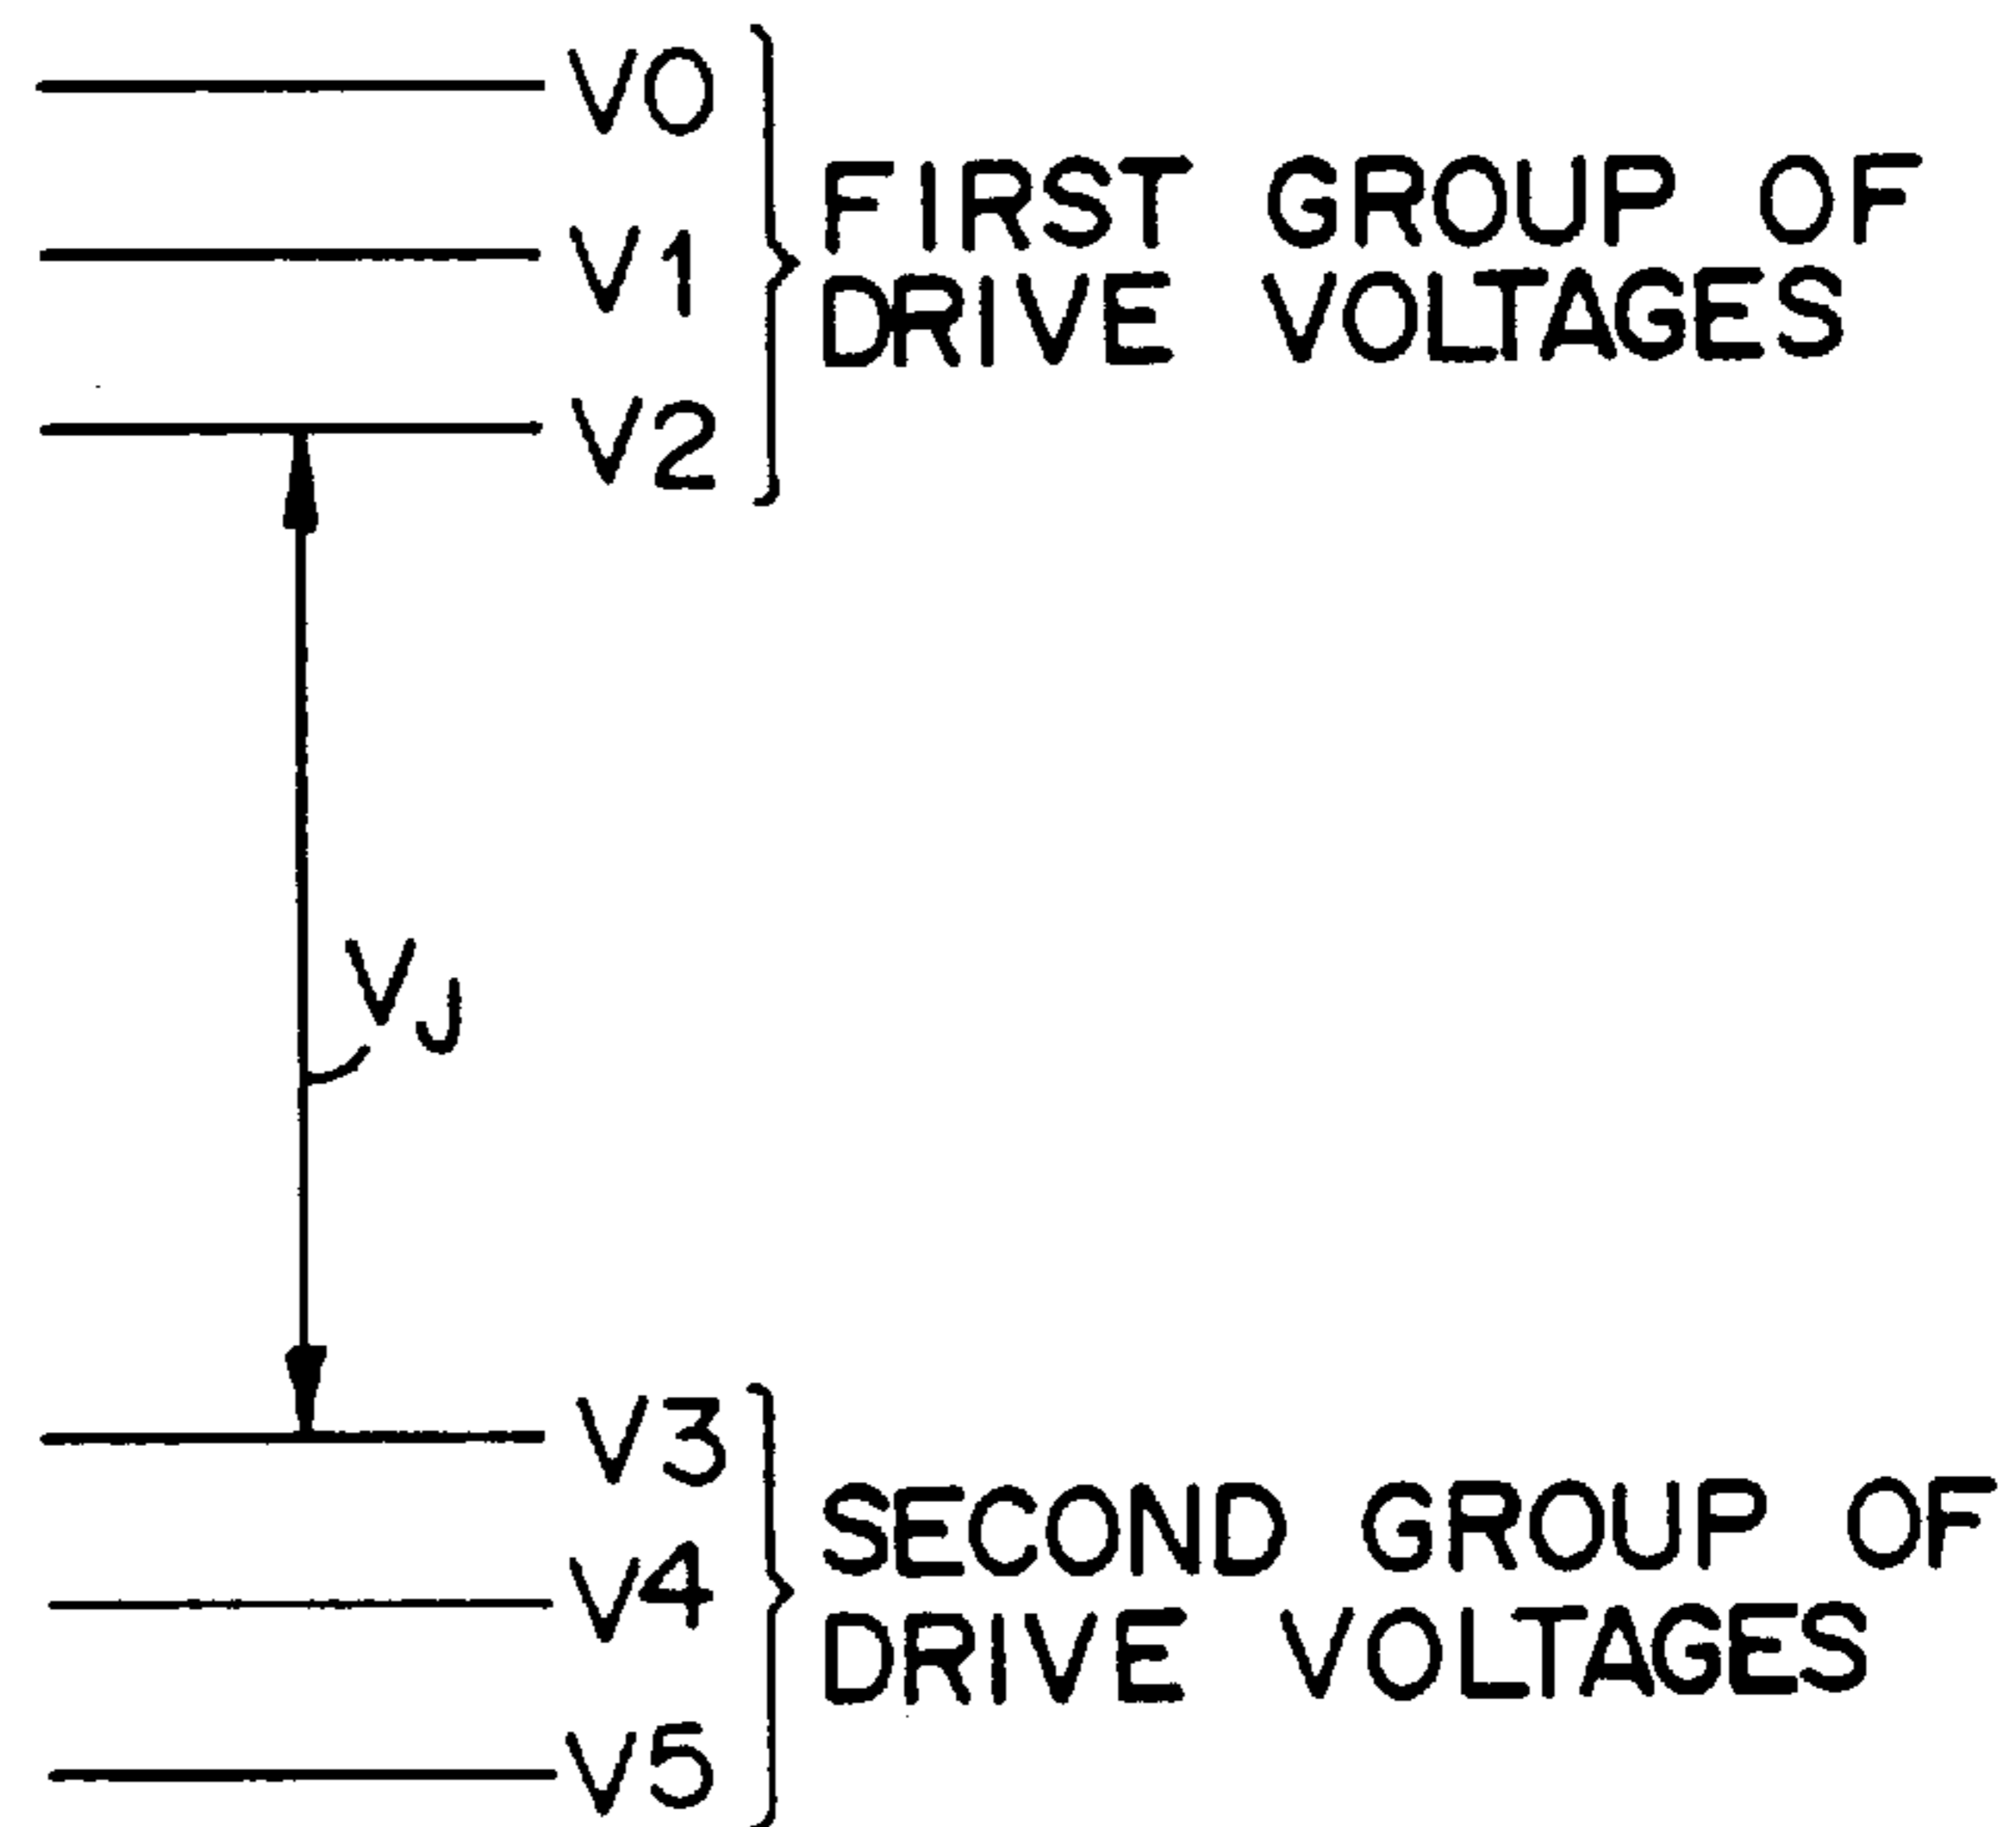 V0
V1
V2
FIRST GROUP OF
DRIVE VOLTAGES
VJ
V3
V4
V5
SECOND GROUP OF
DRIVE VOLTAGES